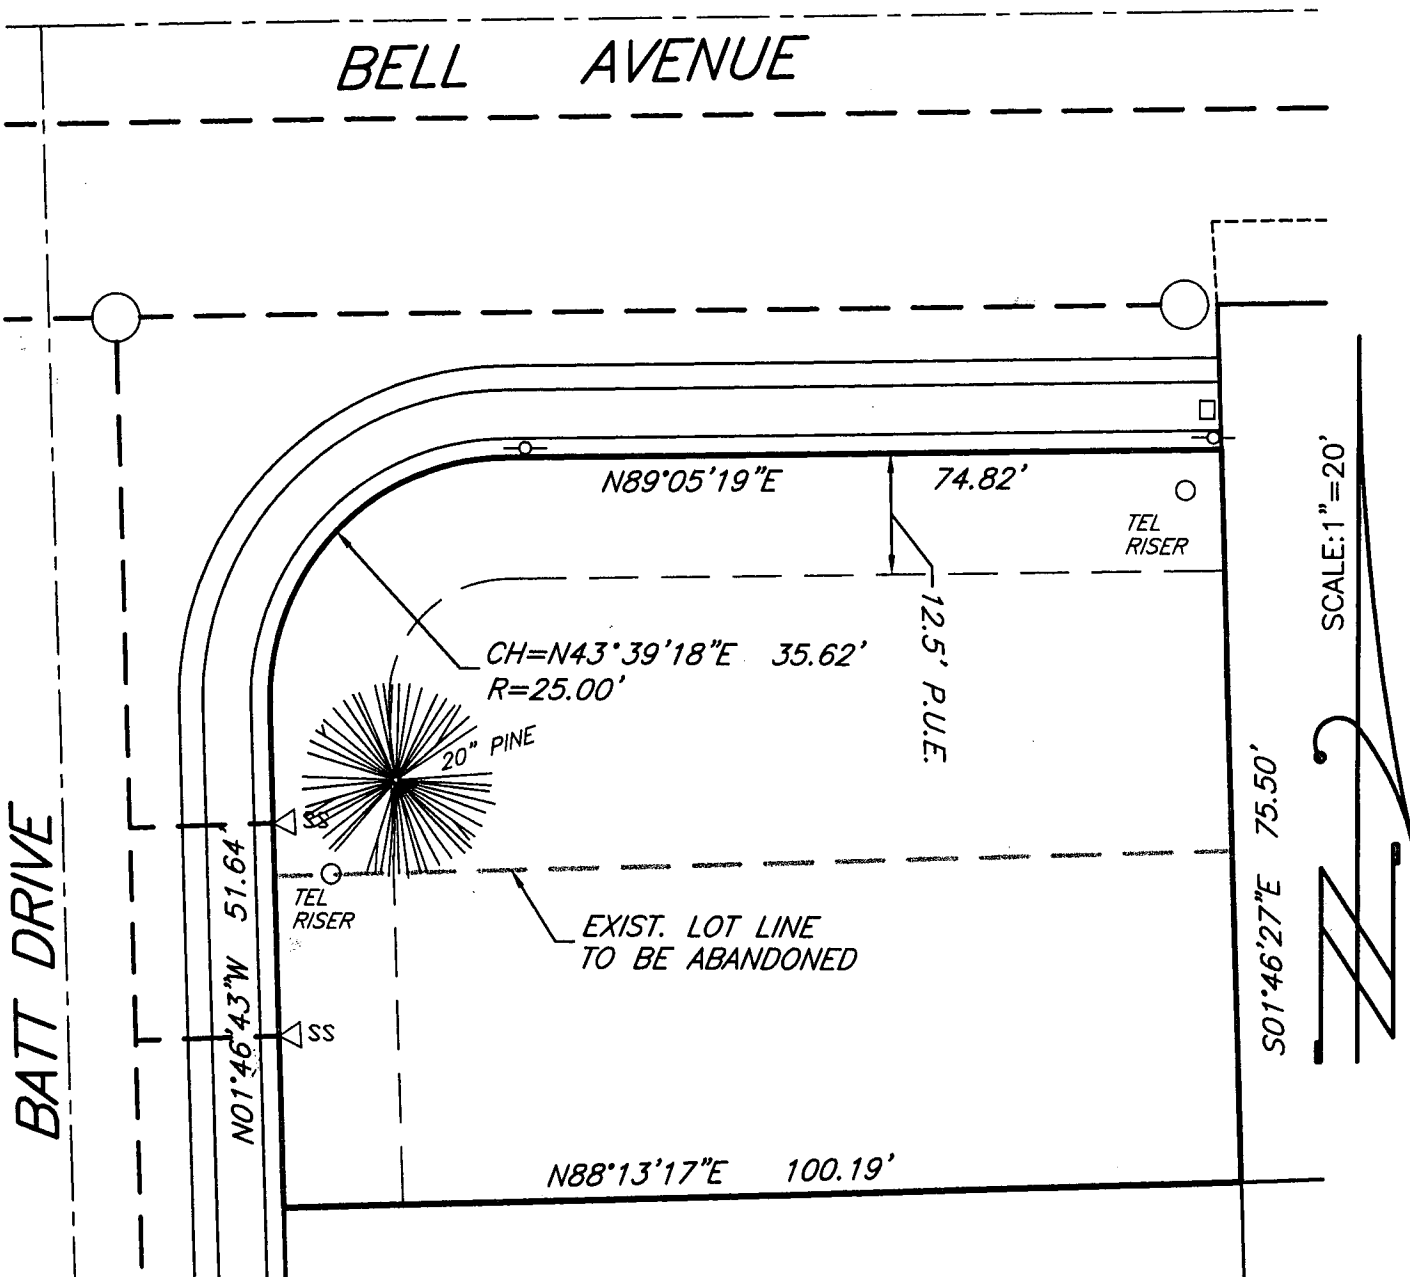 BELL AVENUE
N89°05'19"E 74.82'
TEL
RISER
SCALE:1"=20'
12.5' P.U.E.
CH=N43°39'18"E 35.62'
R=25.00'
20" PINE
SS
S01°46'27"E 75.50'
N01°46'43"W 51.64'
BATT DRIVE
TEL
RISER
EXIST. LOT LINE
TO BE ABANDONED
SS
N88°13'17"E 100.19'
N